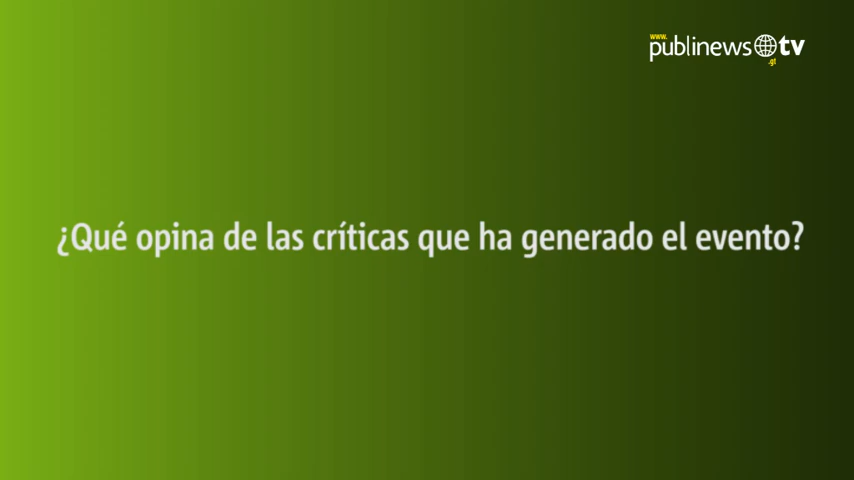 www.
publinews tv
.gt
¿Qué opina de las críticas que ha generado el evento?